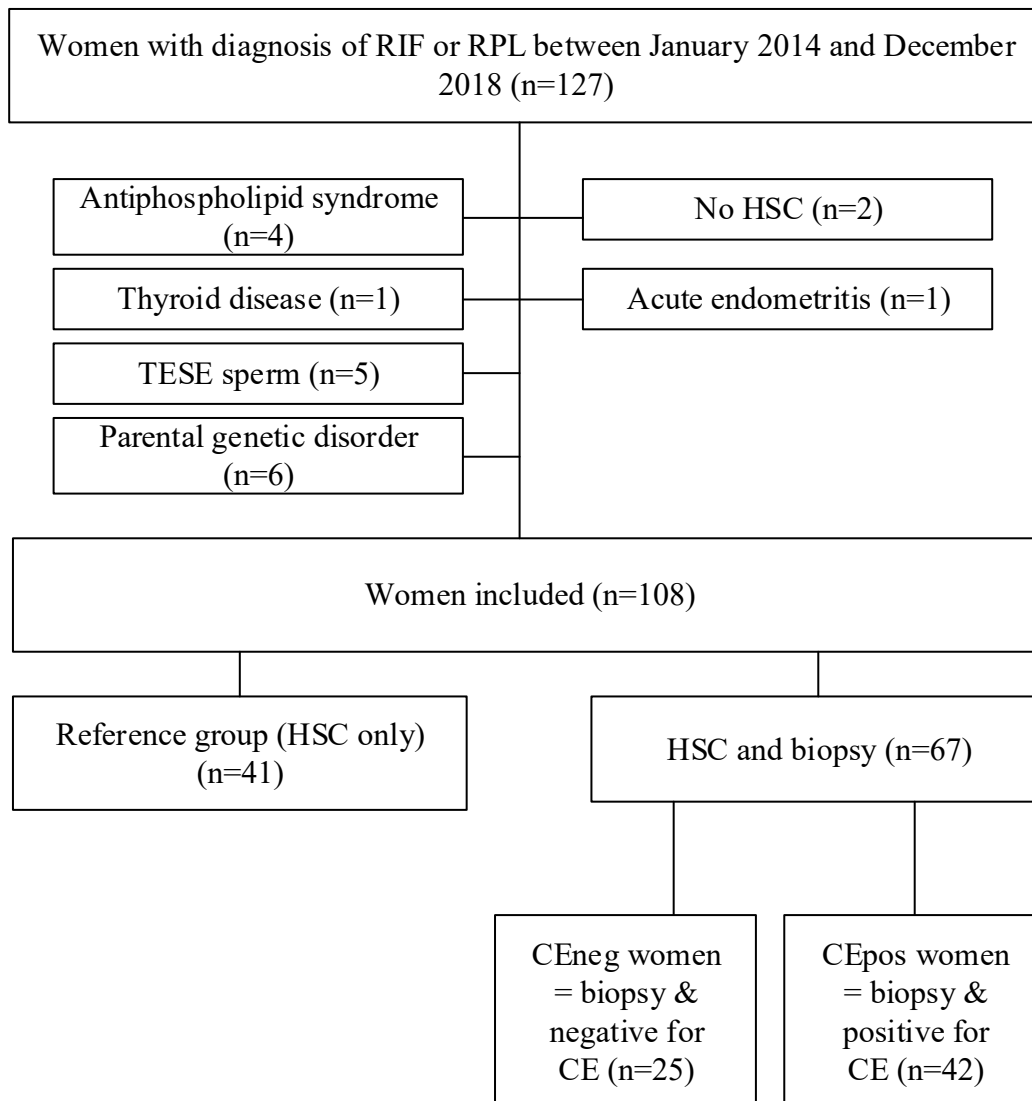 Women with diagnosis of RIF or RPL between January 2014 and December
2018 (n=127)
Antiphospholipid syndrome
(n=4)
No HSC (n=2)
Thyroid disease (n=1)
Acute endometritis (n=1)
TESE sperm (n=5)
Parental genetic disorder
(n=6)
Women included (n=108)
Reference group (HSC only)
(n=41)
HSC and biopsy (n=67)
CEneg women
= biopsy &
negative for
CE (n=25)
CEpos women
= biopsy &
positive for
CE (n=42)